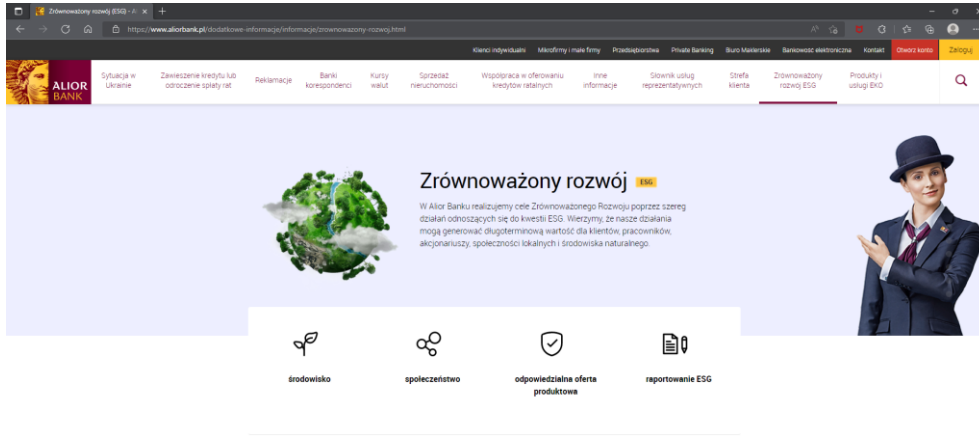 Zrównoważony rozwój (ESG) - A
https://www.aliorbank.pl/dodatkowe-informacje/informacje/zrownowazony-rozwoj.html
Klienci indywidualni Mikrofirmy i małe firmy Przedsiębiorstwa Private Banking Biuro Maklerskie Bankowość elektroniczna Kontakt Otwórz konto Zaloguj
ALIOR
BANK
Sytuacja w
Ukrainie
Zawieszenie kredytu lub
odroczenie spłaty rat
Reklamacje
Banki
korespondenci
Kursy
walut
Sprzedaż
nieruchomości
Współpraca w oferowaniu
kredytów ratalnych
Inne
informacje
Słownik usług
reprezentatywnych
Strefa
klienta
Zrównoważony
rozwój ESG
Produkty i
usługi EKO
Zrównoważony rozwój ESG
W Alior Banku realizujemy cele Zrównoważonego Rozwoju poprzez szereg
działań odnoszących się do kwestii ESG. Wierzymy, że nasze działania
mogą generować długoterminową wartość dla klientów, pracowników,
akcjonariuszy, społeczności lokalnych i środowiska naturalnego.
środowisko
społeczeństwo
odpowiedzialna oferta
produktowa
raportowanie ESG